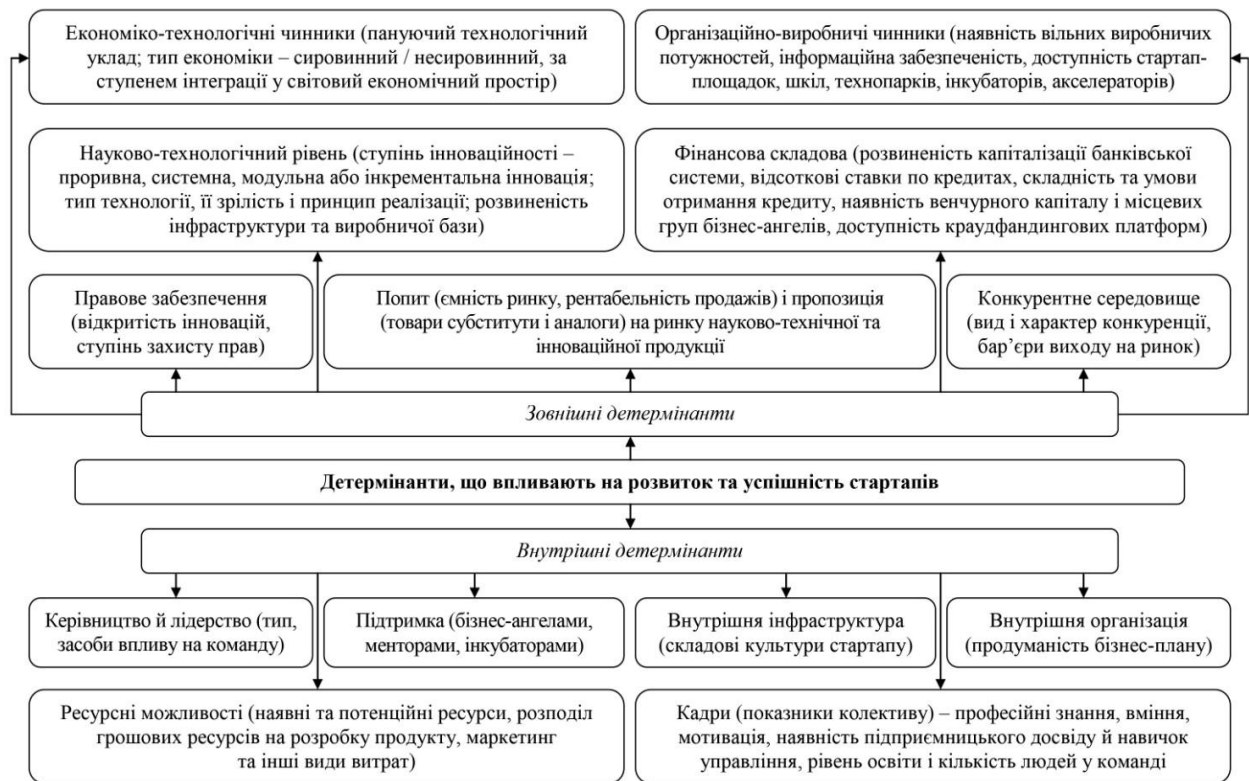 Економіко-технологічні чинники (пануючий технологічний
уклад; тип економіки – сировинний / несировинний, за
ступенем інтеграції у світовий економічний простір)
Організаційно-виробничі чинники (наявність вільних виробничих
потужностей, інформаційна забезпеченість, доступність стартап-
площадок, шкіл, технопарків, інкубаторів, акселераторів)
Науково-технологічний рівень (ступінь інноваційності –
проривна, системна, модульна або інкрементальна інновація;
тип технології, її зрілість і принцип реалізації; розвиненість
інфраструктури та виробничої бази)
Фінансова складова (розвиненість капіталізації банківської
системи, відсоткові ставки по кредитах, складність та умови
отримання кредиту, наявність венчурного капіталу і місцевих
груп бізнес-ангелів, доступність краудфандингових платформ)
Правове забезпечення
(відкритість інновацій,
ступінь захисту прав)
Попит (ємність ринку, рентабельність продажів) і пропозиція
(товари субститути і аналоги) на ринку науково-технічної та
інноваційної продукції
Конкурентне середовище
(вид і характер конкуренції,
бар’єри виходу на ринок)
Зовнішні детермінанти
Детермінанти, що впливають на розвиток та успішність стартапів
Внутрішні детермінанти
Керівництво й лідерство (тип,
засоби впливу на команду)
Підтримка (бізнес-ангелами,
менторами, інкубаторами)
Внутрішня інфраструктура
(складові культури стартапу)
Внутрішня організація
(продуманість бізнес-плану)
Ресурсні можливості (наявні та потенційні ресурси, розподіл
грошових ресурсів на розробку продукту, маркетинг
та інші види витрат)
Кадри (показники колективу) – професійні знання, вміння,
мотивація, наявність підприємницького досвіду й навичок
управління, рівень освіти і кількість людей у команді